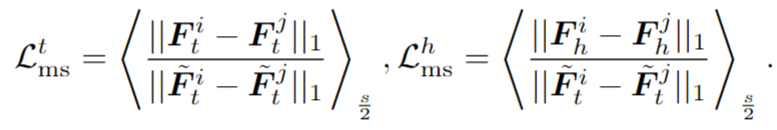 $$\mathcal{L}_{\mathrm{ms}}^{t} = \left\langle \frac{||\boldsymbol{F}_{t}^{i} - \boldsymbol{F}_{t}^{j}||_{1}}{||\tilde{\boldsymbol{F}}_{t}^{i} - \tilde{\boldsymbol{F}}_{t}^{j}||_{1}} \right\rangle_{\frac{s}{2}}, \mathcal{L}_{\mathrm{ms}}^{h} = \left\langle \frac{||\boldsymbol{F}_{h}^{i} - \boldsymbol{F}_{h}^{j}||_{1}}{||\tilde{\boldsymbol{F}}_{t}^{i} - \tilde{\boldsymbol{F}}_{t}^{j}||_{1}} \right\rangle_{\frac{s}{2}}.$$